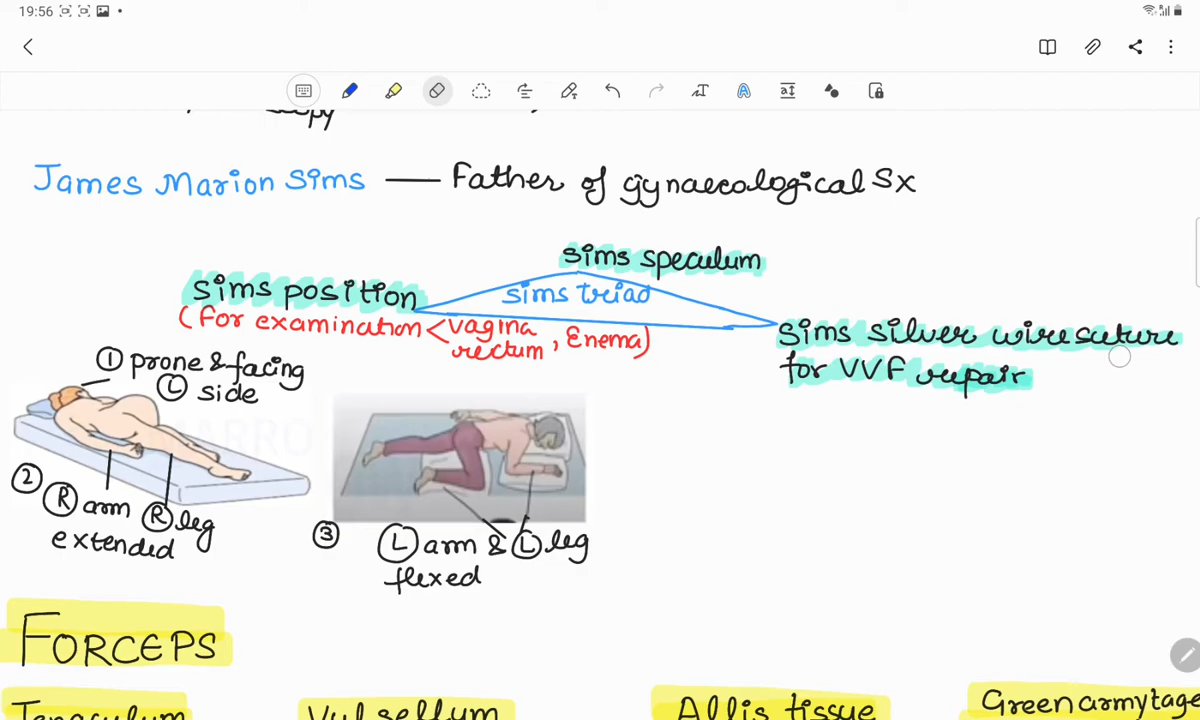 19:56
James Marion Sims — Father of gynaecological Sx
Sims speculum
Sims position
Sims triad
(for examination < vagina
rectum, Enema)
Sims silver wire suture
for VVF repair
① prone & facing
Ⓛ side
② Ⓡ arm
extended
Ⓡ leg
③ Ⓛ arm & Ⓛ leg
flexed
FORCEPS
Tenaculum
Vulsellum
Allis tissue
Green armytage